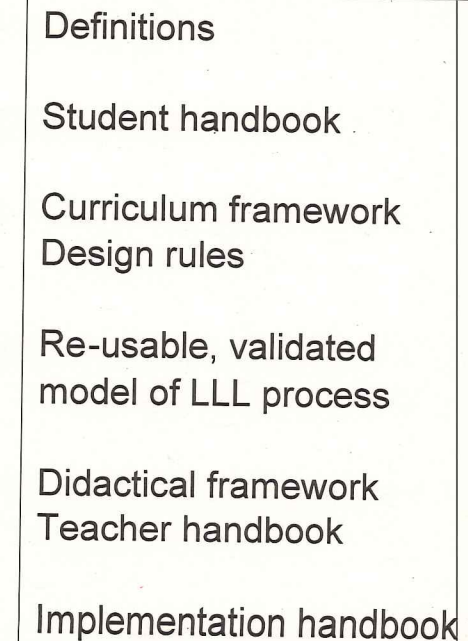 Definitions
Student handbook
Curriculum framework
Design rules
Re-usable, validated
model of LLL process
Didactical framework
Teacher handbook
Implementation handbook